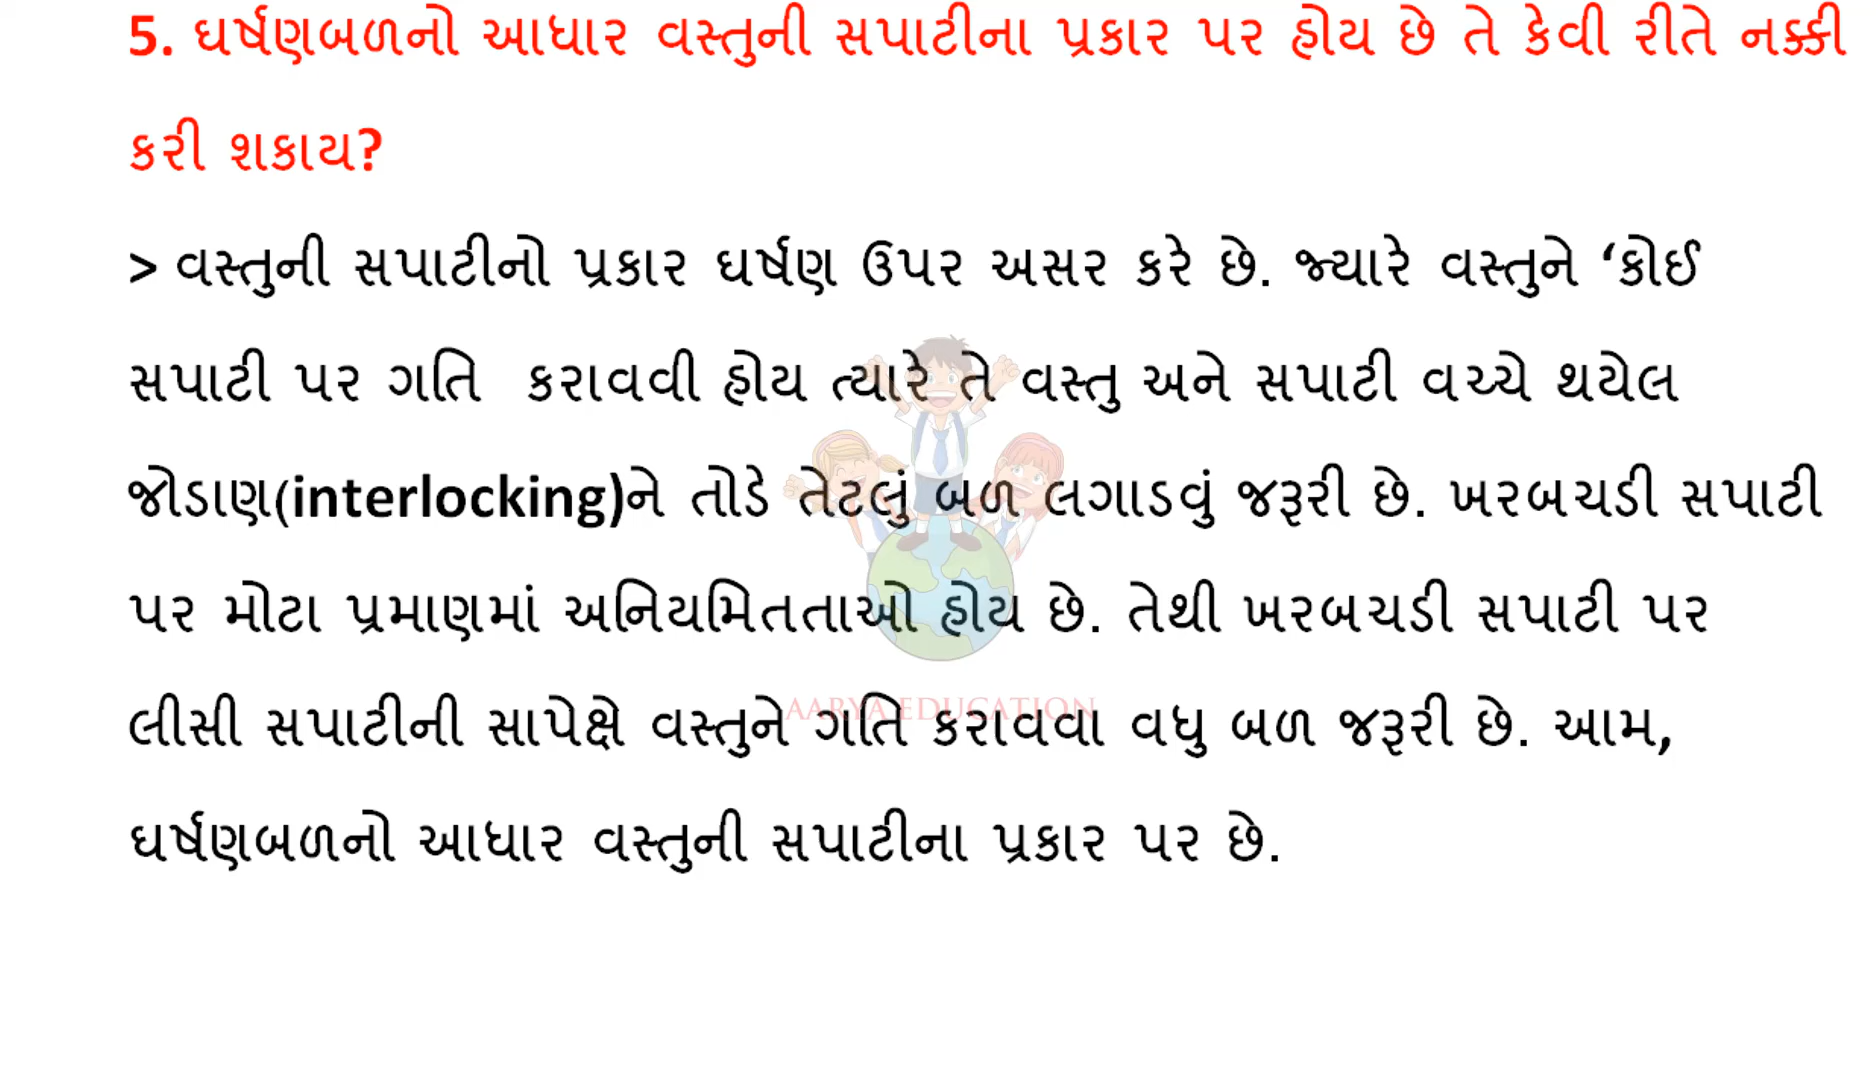 5. ઘર્ષણબળનો આધાર વસ્તુની સપાટીના પ્રકાર પર હોય છે તે કેવી રીતે નક્કી
કરી શકાય?
> વસ્તુની સપાટીનો પ્રકાર ઘર્ષણ ઉપર અસર કરે છે. જ્યારે વસ્તુને ‘કોઈ
સપાટી પર ગતિ કરાવવી હોય ત્યારે તે વસ્તુ અને સપાટી વચ્ચે થયેલ
જોડાણ(interlocking)ને તોડે તેટલું બળ લગાડવું જરૂરી છે. ખરબચડી સપાટી
પર મોટા પ્રમાણમાં અનિયમિતતાઓ હોય છે. તેથી ખરબચડી સપાટી પર
AARYA EDUCATION
લીસી સપાટીની સાપેક્ષે વસ્તુને ગતિ કરાવવા વધુ બળ જરૂરી છે. આમ,
ઘર્ષણબળનો આધાર વસ્તુની સપાટીના પ્રકાર પર છે.